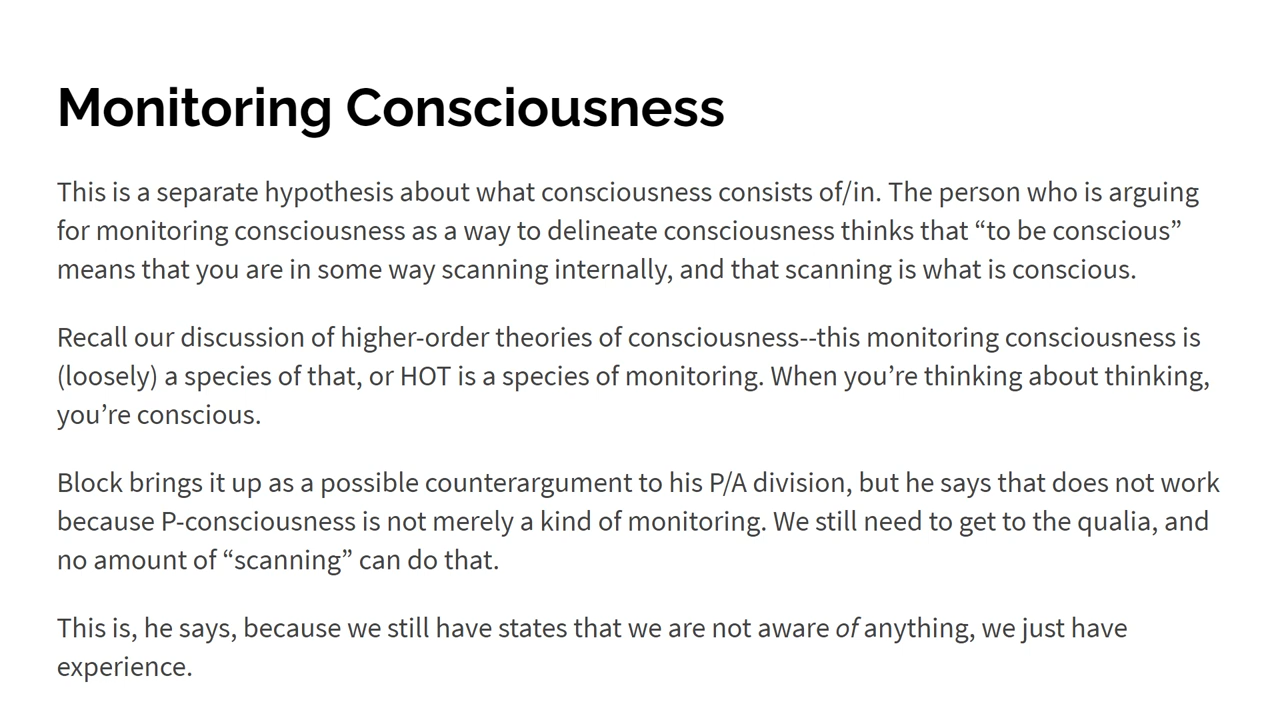 Monitoring Consciousness
This is a separate hypothesis about what consciousness consists of/in. The person who is arguing
for monitoring consciousness as a way to delineate consciousness thinks that “to be conscious”
means that you are in some way scanning internally, and that scanning is what is conscious.
Recall our discussion of higher-order theories of consciousness--this monitoring consciousness is
(loosely) a species of that, or HOT is a species of monitoring. When you’re thinking about thinking,
you’re conscious.
Block brings it up as a possible counterargument to his P/A division, but he says that does not work
because P-consciousness is not merely a kind of monitoring. We still need to get to the qualia, and
no amount of “scanning” can do that.
This is, he says, because we still have states that we are not aware of anything, we just have
experience.